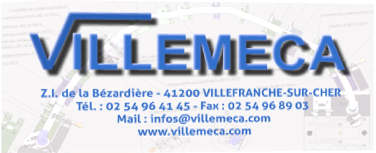 VILLEMECA
Z.I. de la Bézardière - 41200 VILLEFRANCHE-SUR-CHER
Tél. : 02 54 96 41 45 - Fax : 02 54 96 89 03
Mail : infos@villemeca.com
www.villemeca.com